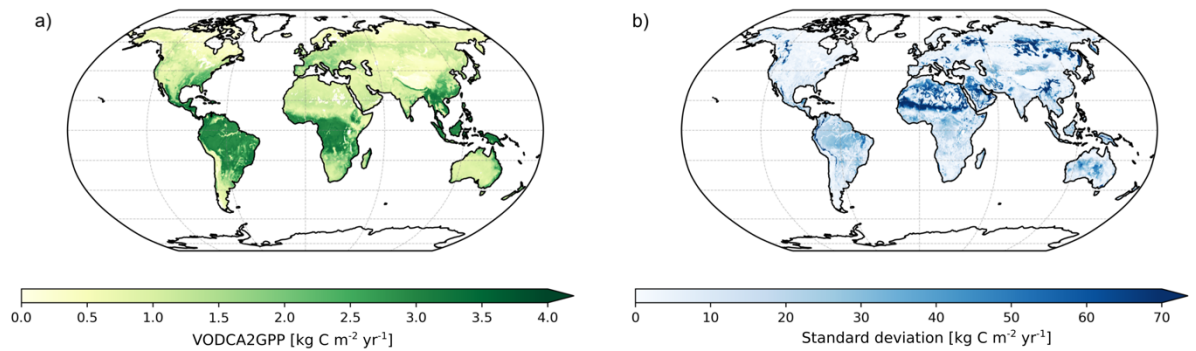 a)
b)
0.0 0.5 1.0 1.5 2.0 2.5 3.0 3.5 4.0
VODCA2GPP [kg C m⁻² yr⁻¹]
0 10 20 30 40 50 60 70
Standard deviation [kg C m⁻² yr⁻¹]